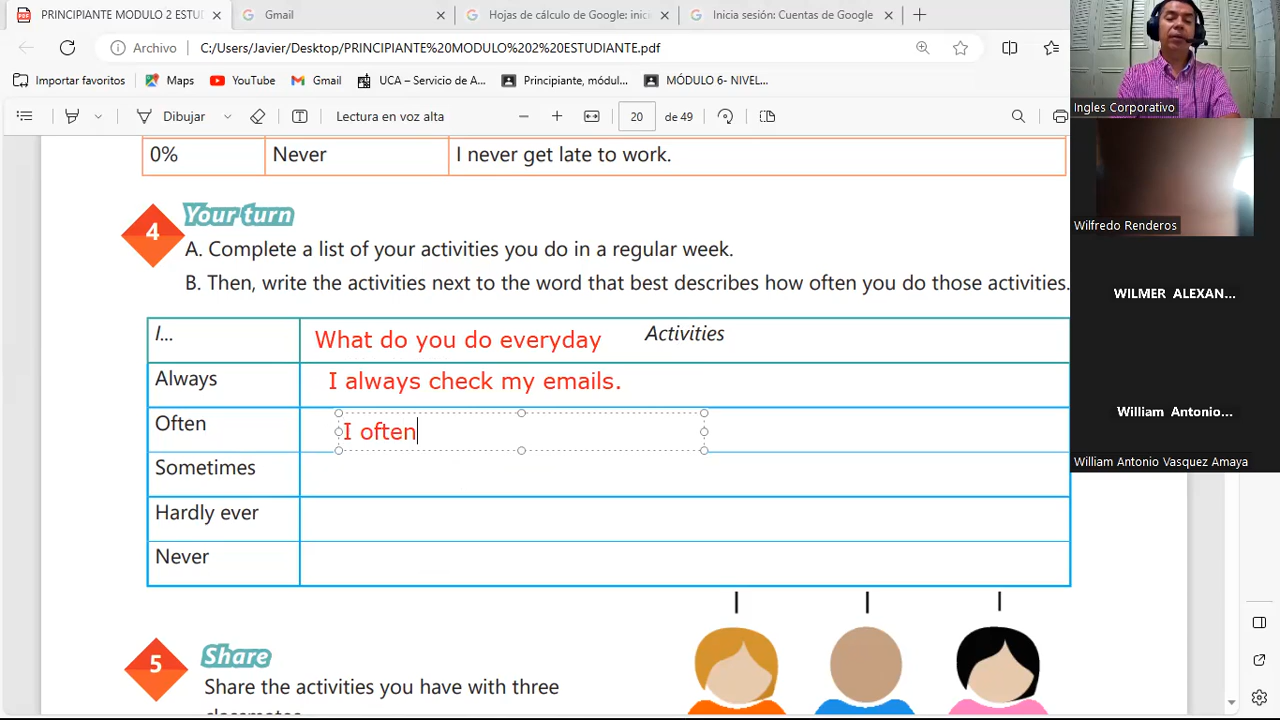 PRINCIPIANTE MODULO 2 ESTUD
Gmail
Hojas de cálculo de Google: inic
Inicia sesión: Cuentas de Google
Archivo
C:/Users/Javier/Desktop/PRINCIPIANTE%20MODULO%202%20ESTUDIANTE.pdf
Importar favoritos
Maps
YouTube
Gmail
UCA – Servicio de A...
Principiante, módul...
MÓDULO 6- NIVEL...
Dibujar
Lectura en voz alta
20
de 49
Ingles Corporativo
Wilfredo Renderos
WILMER ALEXAN...
William Antonio...
William Antonio Vasquez Amaya
0%
Never
I never get late to work.
4
Your turn
A. Complete a list of your activities you do in a regular week.
B. Then, write the activities next to the word that best describes how often you do those activities.
I...
What do you do everyday
Activities
Always
I always check my emails.
Often
I often
Sometimes
Hardly ever
Never
5
Share
Share the activities you have with three